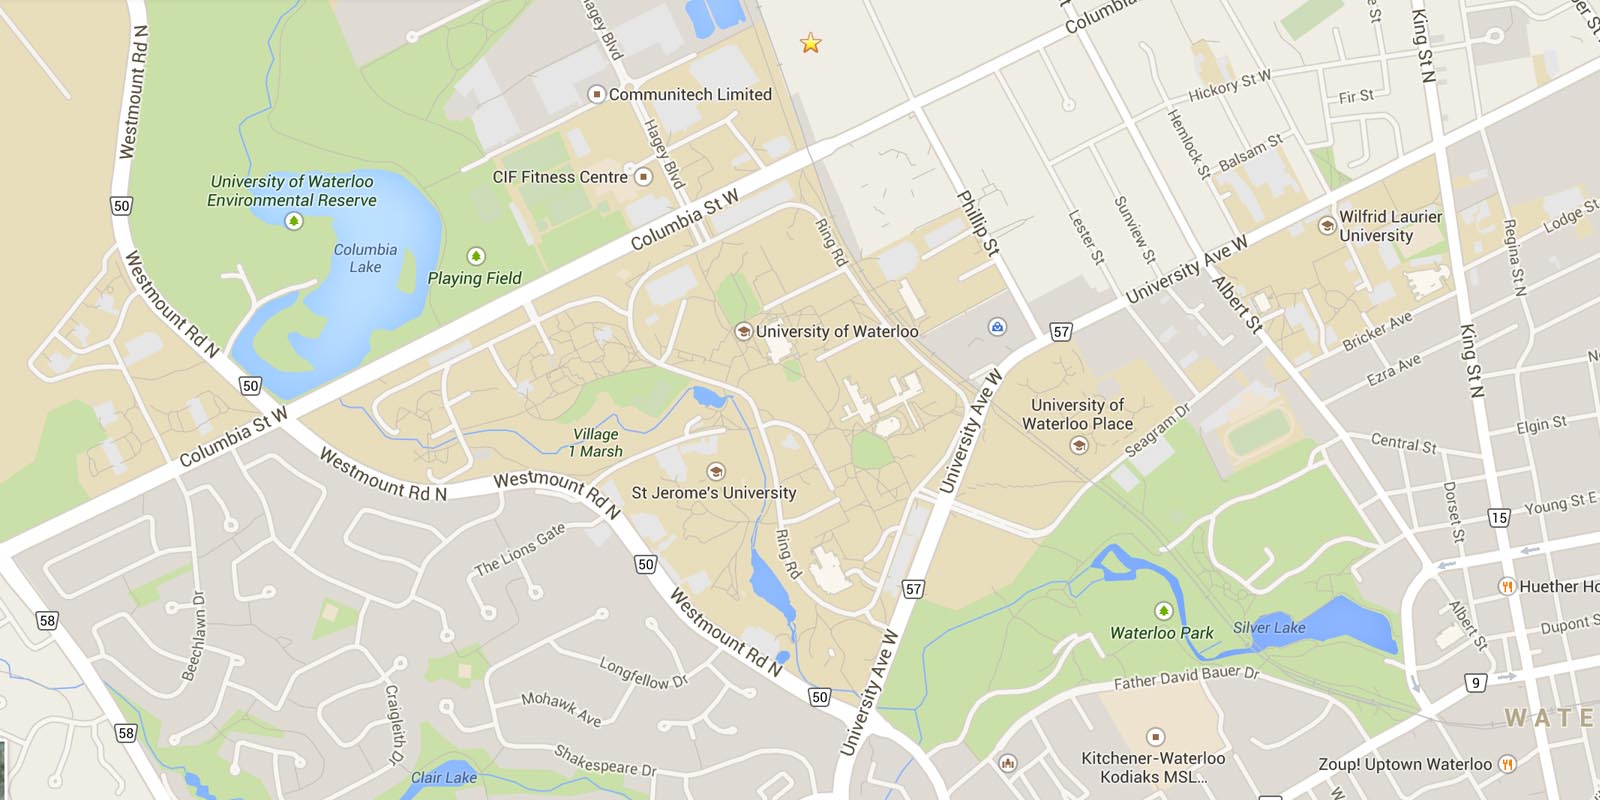 Westmount Rd N
Hagey Blvd
Columbia
King St N
e St
per St
Communitech Limited
Hickory St W
Fir St
Hagey Blvd
Hemlock St
Balsam St
CIF Fitness Centre
University of Waterloo
Environmental Reserve
50
Columbia St W
Ring Rd
Phillip St
Lester St
Sunview St
Wilfrid Laurier
University
Lodge St
Regina St N
Columbia
Lake
Playing Field
University Ave W
Westmount Rd N
Albert St
University of Waterloo
57
Bricker Ave
Ezra Ave
King St N
50
University of
Waterloo Place
Seagram Dr
University Ave W
Columbia St W
Village
1 Marsh
Central St
Elgin St
Westmount Rd N
Westmount Rd N
St Jerome's University
Dorset St
Young St E
15
The Lions Gate
Ring Rd
50
57
Huether Ho
58
Beechlawn Dr
Westmount Rd N
Waterloo Park
Silver Lake
Albert St
Dupont St
Longfellow Dr
University Ave W
Father David Bauer Dr
9
50
Mohawk Ave
Craigleith Dr
WATE
58
Shakespeare Dr
Clair Lake
Kitchener-Waterloo
Kodiaks MSL...
Zoup! Uptown Waterloo
W